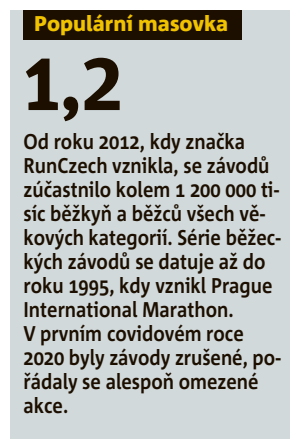 Populární masovka
1,2
Od roku 2012, kdy značka
RunCzech vznikla, se závodů
zúčastnilo kolem 1 200 000 ti-
síc běžkyň a běžců všech vě-
kových kategorií. Série běžec-
kých závodů se datuje až do
roku 1995, kdy vznikl Prague
International Marathon.
V prvním covidovém roce
2020 byly závody zrušené, po-
řádaly se alespoň omezené
akce.